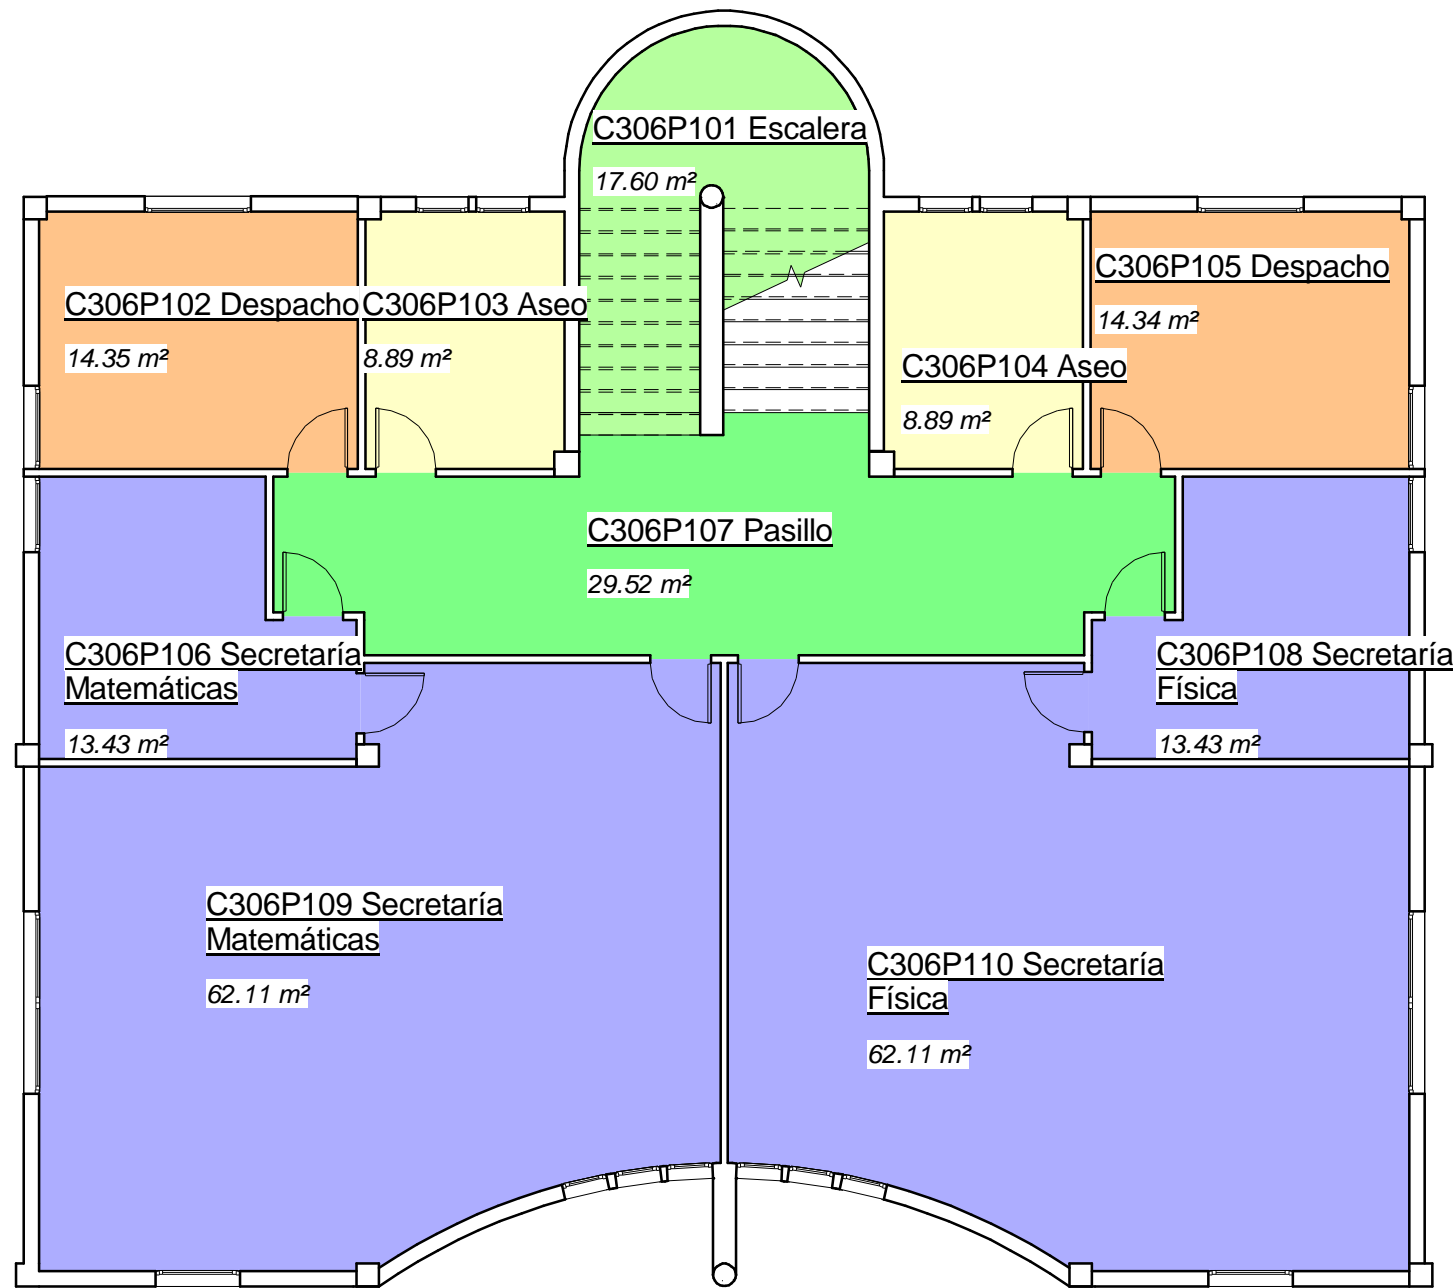 C306P101 Escalera
17.60 m²
C306P102 Despacho
14.35 m²
C306P103 Aseo
8.89 m²
C306P104 Aseo
8.89 m²
C306P105 Despacho
14.34 m²
C306P107 Pasillo
29.52 m²
C306P106 Secretaría
Matemáticas
13.43 m²
C306P108 Secretaría
Física
13.43 m²
C306P109 Secretaría
Matemáticas
62.11 m²
C306P110 Secretaría
Física
62.11 m²